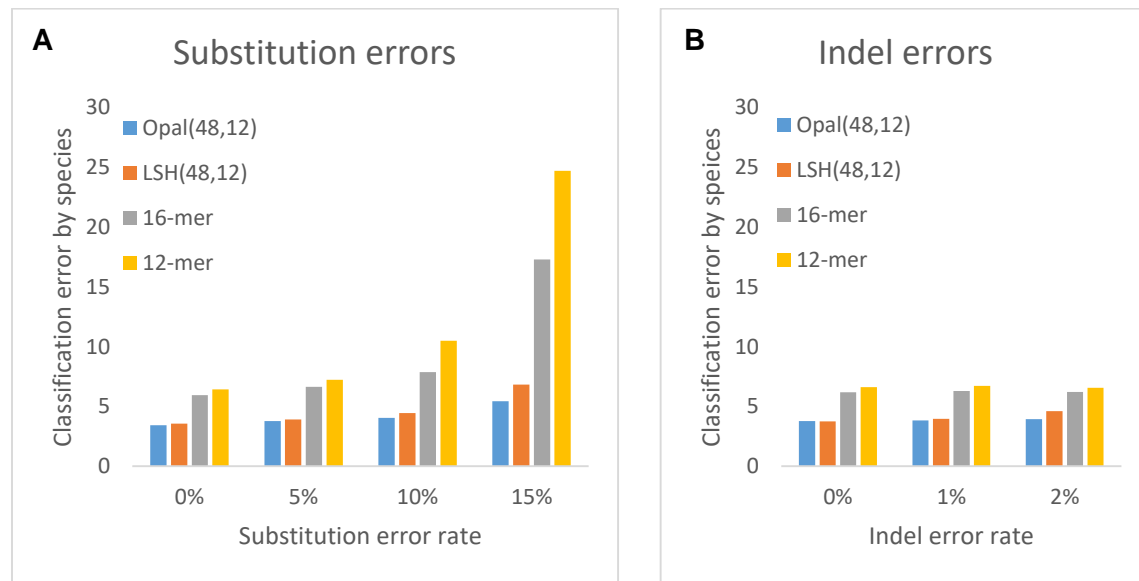 A
Substitution errors
Classification error by species
30
25
20
15
10
5
0
Opal(48,12)
LSH(48,12)
16-mer
12-mer
0% 5% 10% 15%
Substitution error rate
B
Indel errors
Classification error by speices
30
25
20
15
10
5
0
Opal(48,12)
LSH(48,12)
16-mer
12-mer
0% 1% 2%
Indel error rate